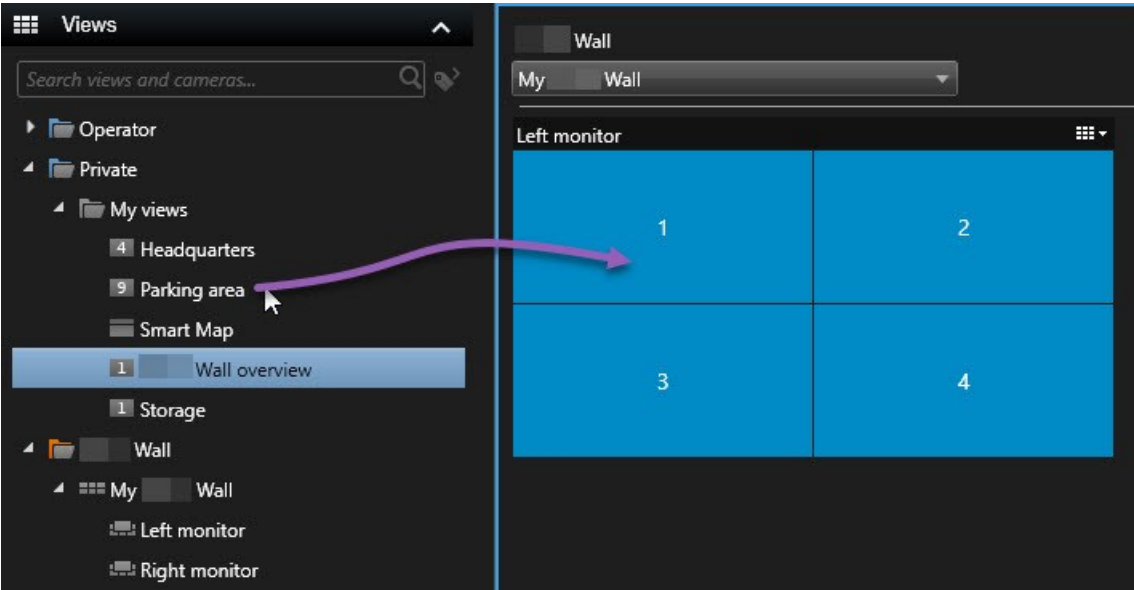 Views
Search views and cameras...
Operator
Private
My views
4 Headquarters
9 Parking area
Smart Map
1 Wall overview
1 Storage
Wall
My Wall
Left monitor
Right monitor
Wall
My Wall
Left monitor
1 2
3 4